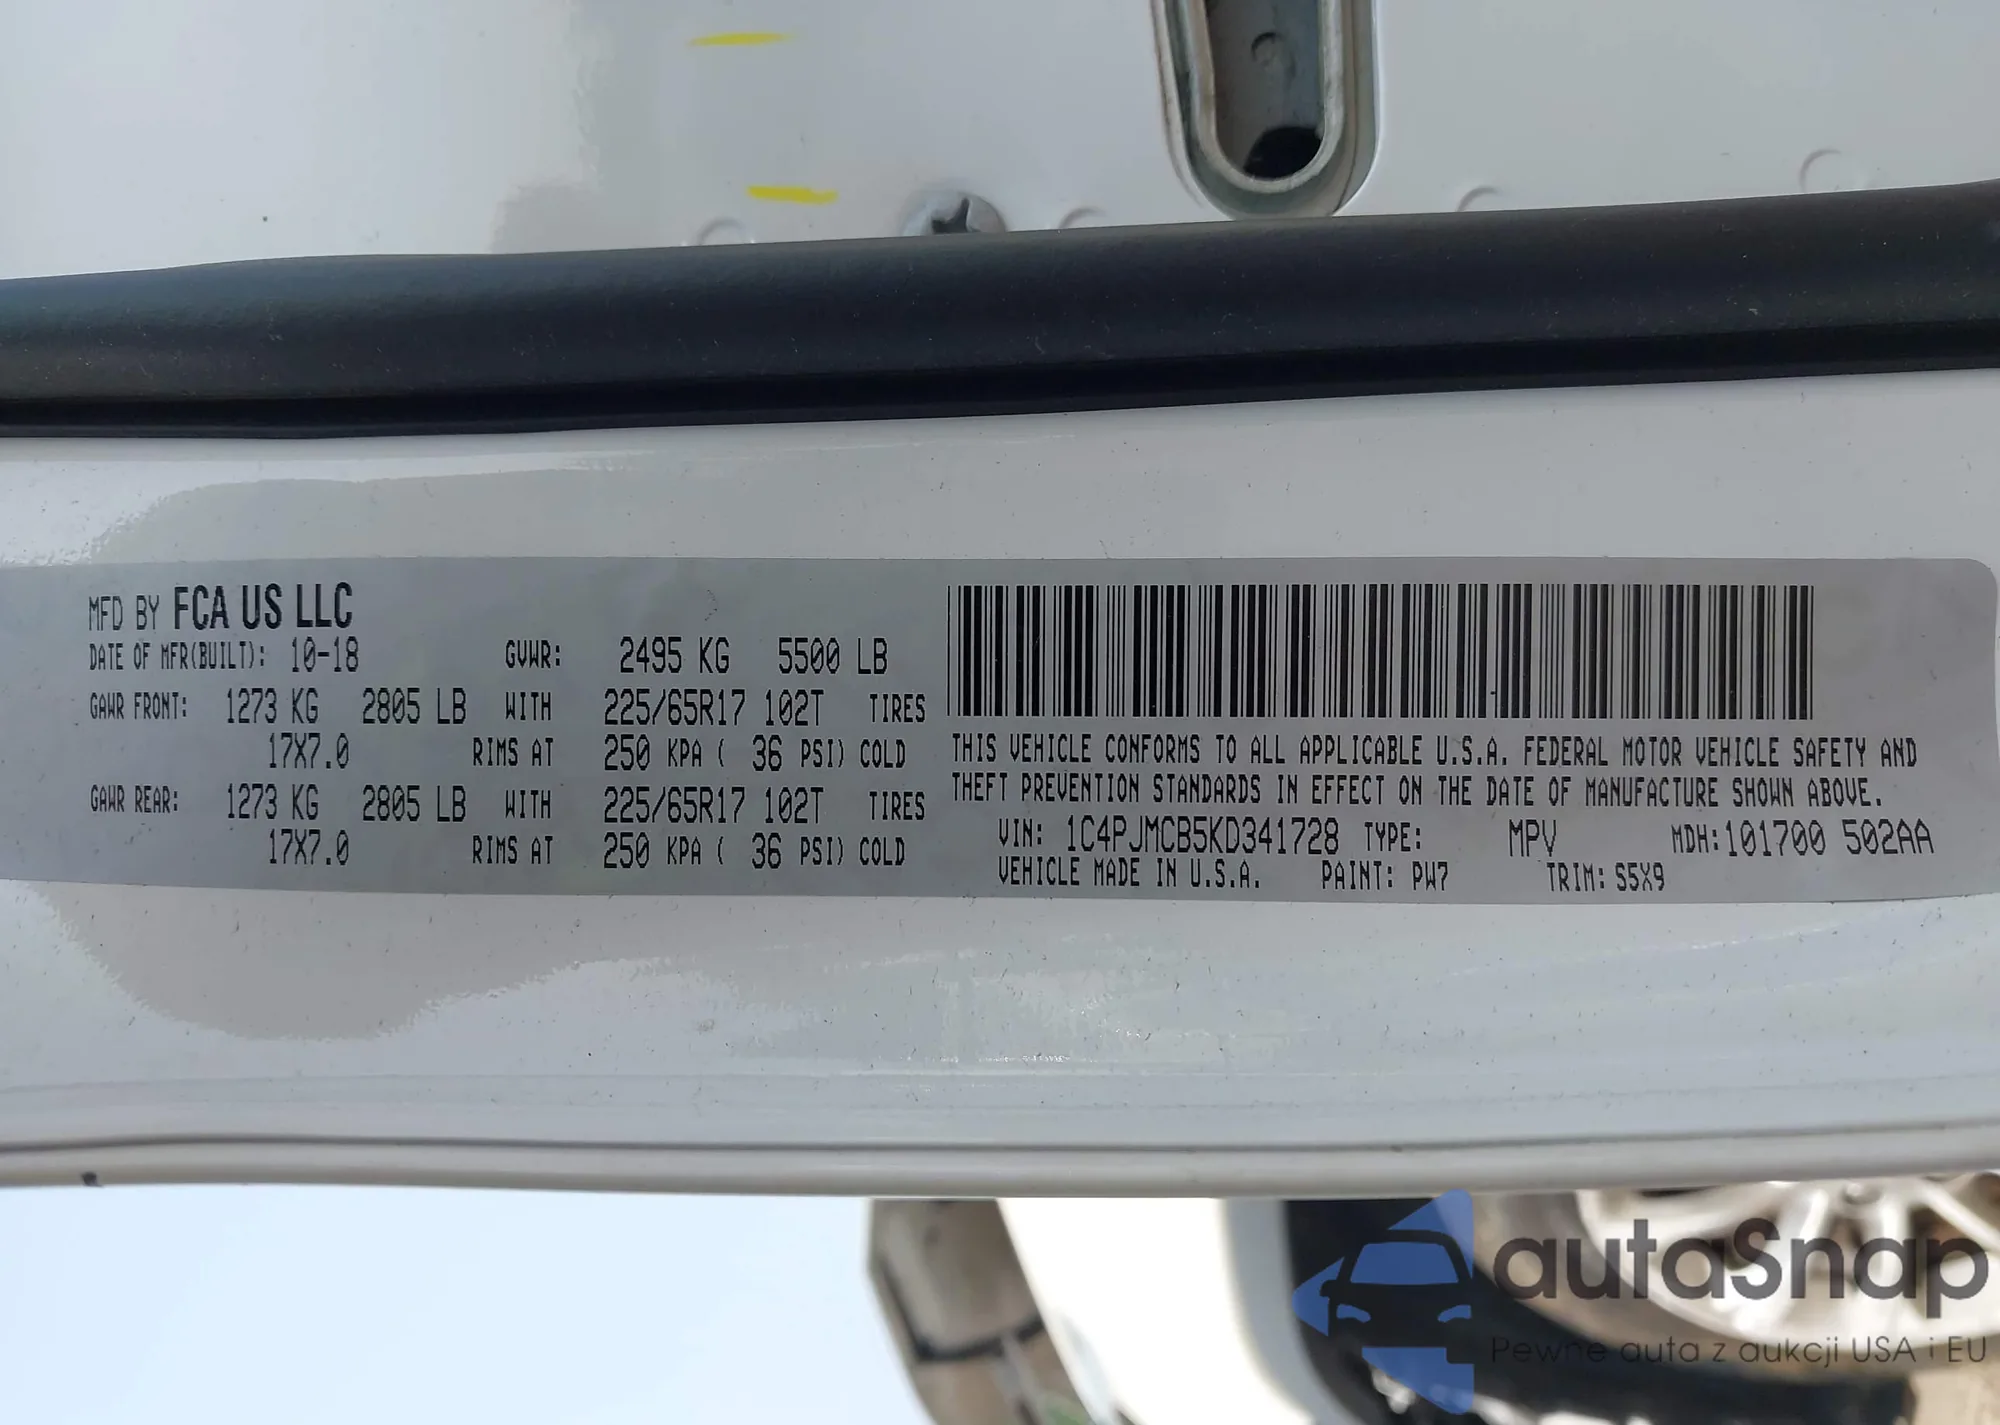 MFD BY FCA US LLC
DATE OF MFR(BUILT): 10-18 GVWR: 2495 KG 5500 LB
GAWR FRONT: 1273 KG 2805 LB WITH 225/65R17 102T TIRES
17X7.0 RIMS AT 250 KPA ( 36 PSI) COLD
GAWR REAR: 1273 KG 2805 LB WITH 225/65R17 102T TIRES
17X7.0 RIMS AT 250 KPA ( 36 PSI) COLD
THIS VEHICLE CONFORMS TO ALL APPLICABLE U.S.A. FEDERAL MOTOR VEHICLE SAFETY AND
THEFT PREVENTION STANDARDS IN EFFECT ON THE DATE OF MANUFACTURE SHOWN ABOVE.
VIN: 1C4PJMCB5KD341728 TYPE: MPV MDH:101700 502AA
VEHICLE MADE IN U.S.A. PAINT: PW7 TRIM: S5X9
autaSnap
Pewne auta z aukcji USA i EU